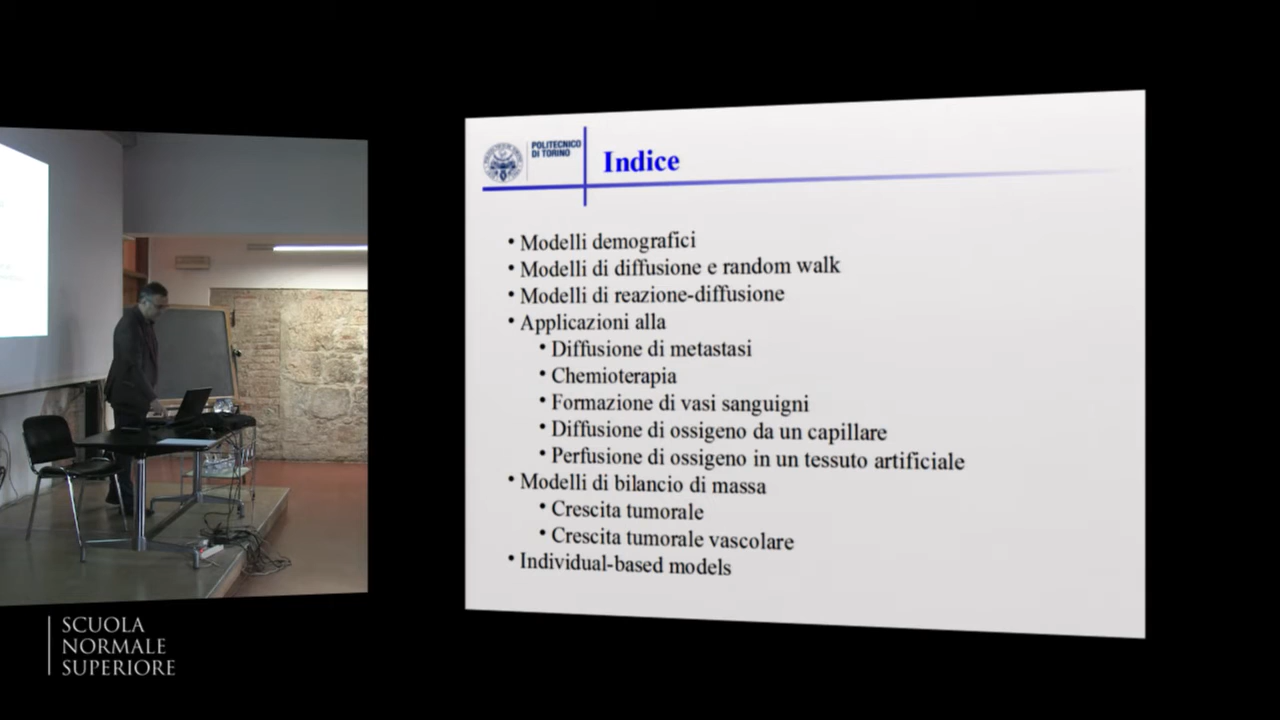 POLITECNICO
DI TORINO
Indice
• Modelli demografici
• Modelli di diffusione e random walk
• Modelli di reazione-diffusione
• Applicazioni alla
• Diffusione di metastasi
• Chemioterapia
• Formazione di vasi sanguigni
• Diffusione di ossigeno da un capillare
• Perfusione di ossigeno in un tessuto artificiale
• Modelli di bilancio di massa
• Crescita tumorale
• Crescita tumorale vascolare
• Individual-based models
SCUOLA
NORMALE
SUPERIORE